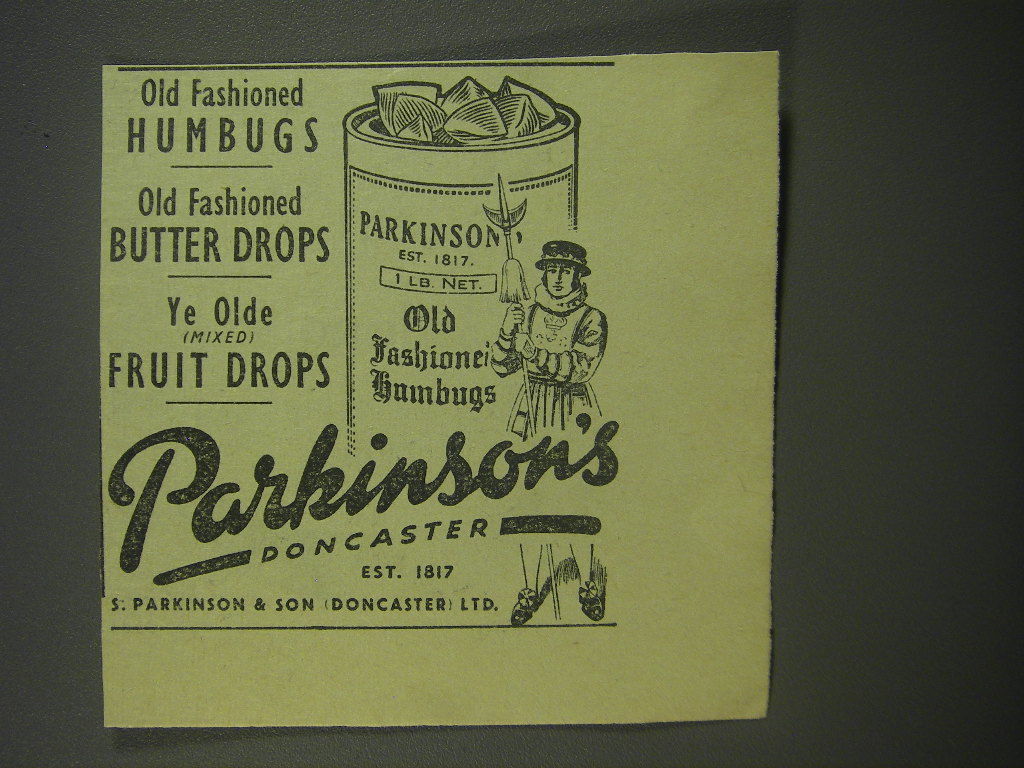 Old Fashioned
HUMBUGS
Old Fashioned
BUTTER DROPS
Ye Olde
(MIXED)
FRUIT DROPS
PARKINSON'
EST. 1817.
1 LB. NET.
Old
Fashione
Humbugs
Parkinson's
DONCASTER
EST. 1817
S. PARKINSON & SON (DONCASTER) LTD.